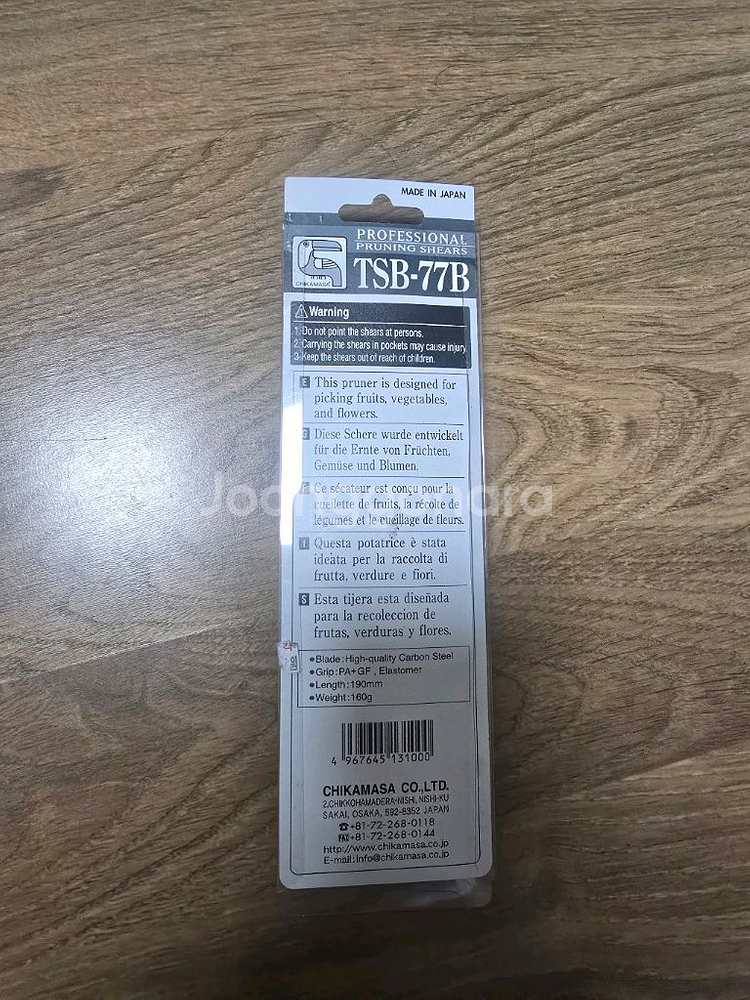 MADE IN JAPAN
PROFESSIONAL
PRUNING SHEARS
CHIKAMASA
TSB-77B
Warning
1. Do not point the shears at persons.
2. Carrying the shears in pockets may cause injury
3. Keep the shears out of reach of children.
E This pruner is designed for
picking fruits, vegetables,
and flowers.
G Diese Schere wurde entwickelt
für die Ernte von Früchten,
Gemüse und Blumen.
F Ce sécateur est conçu pour la
cueillette de fruits, la récolte de
légumes et le cueillage de fleurs.
I Questa potatrice è stata
ideata per la raccolta di
frutta, verdure e fiori.
S Esta tijera esta diseñada
para la recoleccion de
frutas, verduras y flores.
●Blade:High-quality Carbon Steel
●Grip:PA+GF , Elastomer
●Length:190mm
●Weight:160g
4 967645 131000
CHIKAMASA CO.,LTD.
2,CHIKKOHAMADERA-NISHI, NISHI-KU
SAKAI, OSAKA, 592-8352 JAPAN
☎+81-72-268-0118
FAX+81-72-268-0144
http://www.chikamasa.co.jp
E-mail:info@chikamasa.co.jp